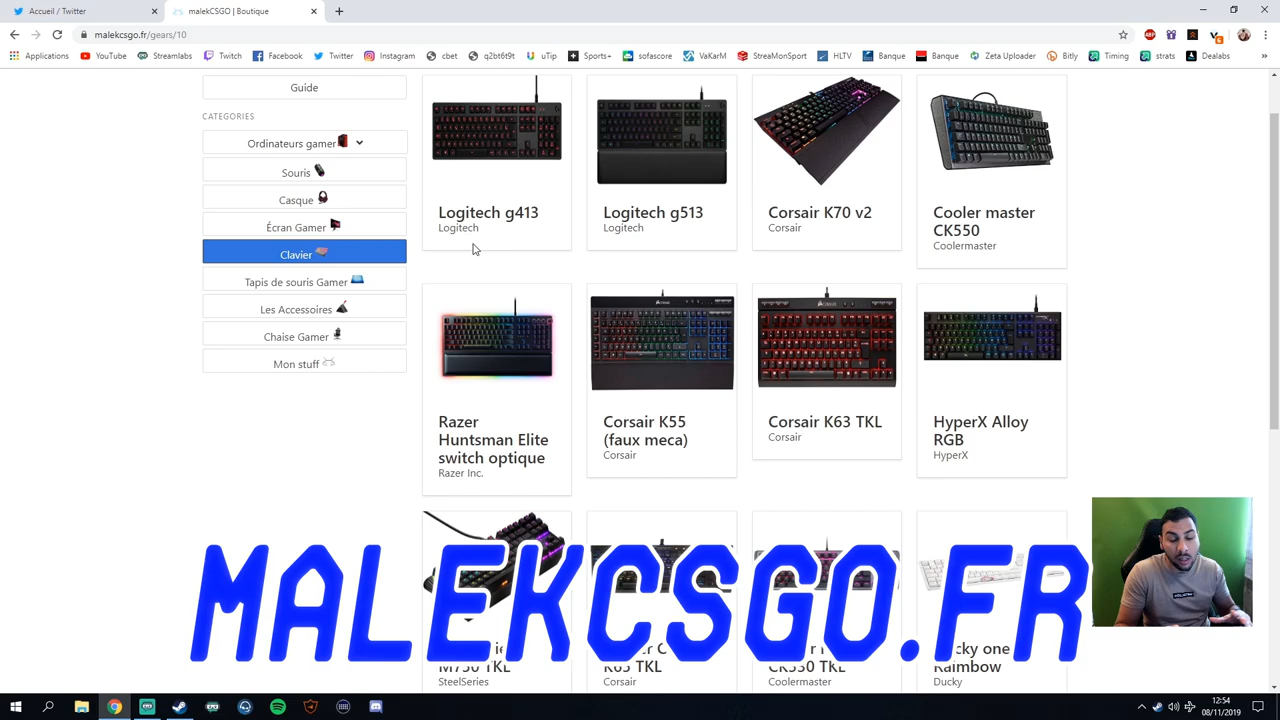 Accueil / Twitter
malekCSGO | Boutique
malekcsgo.fr/gears/10
Applications YouTube Streamlabs Twitch Facebook Twitter Instagram cbet q2bt6t9t uTip Sports+ sofascore VaKarM StreaMonSport HLTV Banque Banque Zeta Uploader Bitly Timing strats Dealabs
Guide
CATEGORIES
Ordinateurs gamer
Souris
Casque
Écran Gamer
Clavier
Tapis de souris Gamer
Les Accessoires
Chaise Gamer
Mon stuff
Logitech g413
Logitech
Logitech g513
Logitech
Corsair K70 v2
Corsair
Cooler master
CK550
Coolermaster
Razer
Huntsman Elite
switch optique
Razer Inc.
Corsair K55
(faux meca)
Corsair
Corsair K63 TKL
Corsair
HyperX Alloy
RGB
HyperX
M750 TKL
SteelSeries
K65 TKL
Corsair
CK530 TKL
Coolermaster
one
Rainbow
Ducky
MALEKCSGO.FR
12:54
08/11/2019